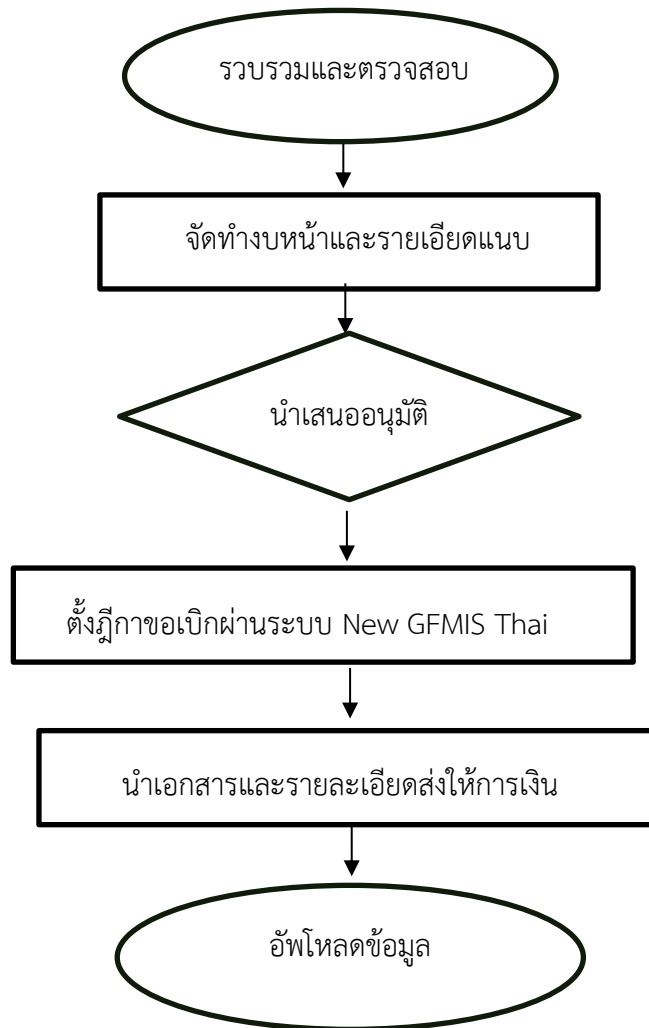 รวบรวมและตรวจสอบ
จัดทำงบหน้าและรายเอียดแนบ
นำเสนออนุมัติ
ตั้งฎีกาขอเบิกผ่านระบบ New GFMIS Thai
นำเอกสารและรายละเอียดส่งให้การเงิน
อัพโหลดข้อมูล